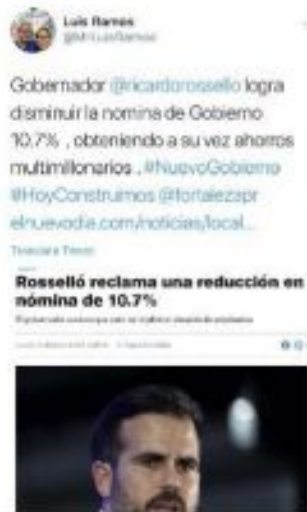 Luis Ramos
Gobernador @ricardorossello logra
disminuir la nomina de Gobierno
10.7% , obteniendo a su vez ahorros
multimillonarios . #NuevoGobierno
#HoyConstruimos @fortalezapr
elnuevodia.com/noticias/local...
Translate Tweet
Rosselló reclama una reducción en
nómina de 10.7%